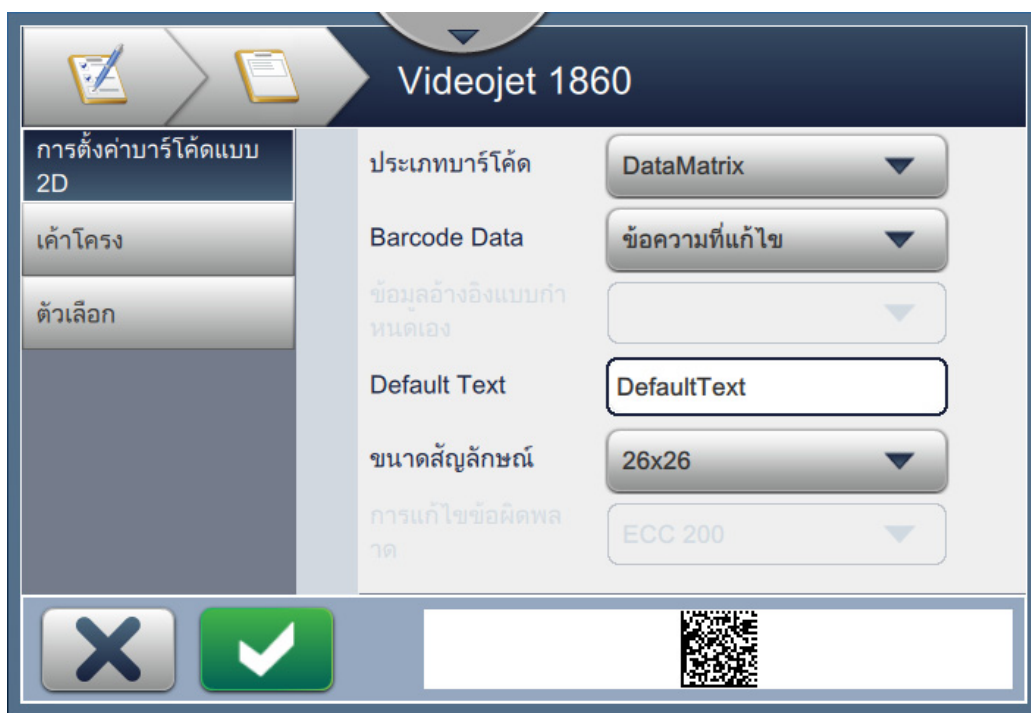 Videojet 1860
การตั้งค่าบาร์โค้ดแบบ
2D
เค้าโครง
ตัวเลือก
ประเภทบาร์โค้ด
DataMatrix
Barcode Data
ข้อความที่แก้ไข
ข้อมูลอ้างอิงแบบกำ
หนดเอง
Default Text
DefaultText
ขนาดสัญลักษณ์
26x26
การแก้ไขข้อผิดพล
าด
ECC 200